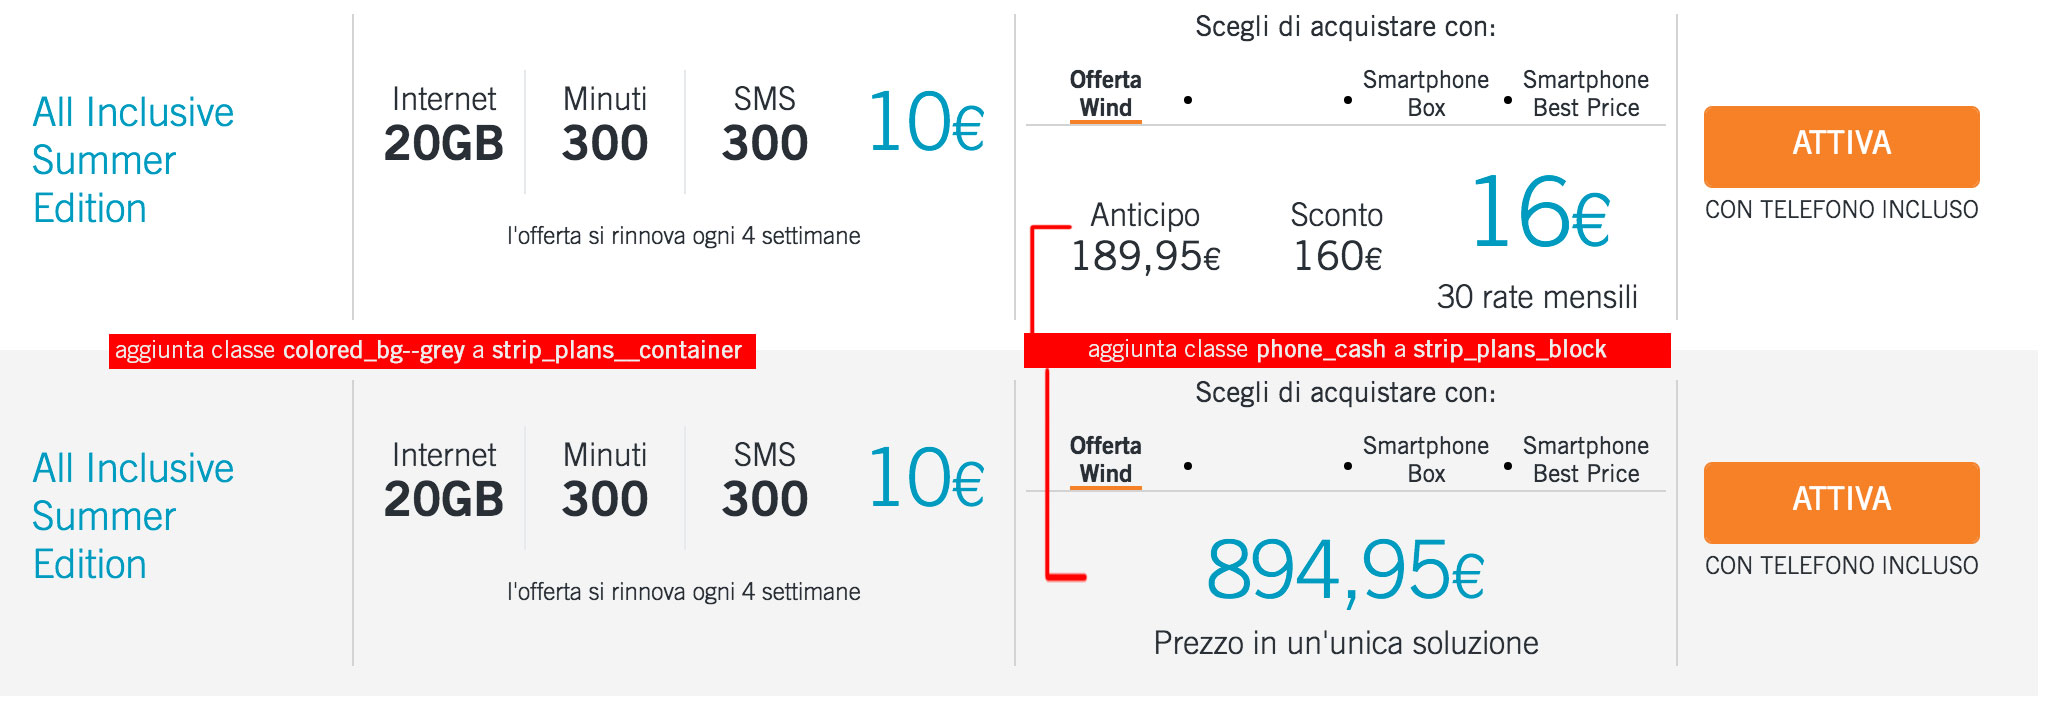 Scegli di acquistare con:
All Inclusive
Summer
Edition
Internet
20GB
Minuti
300
SMS
300
10€
l'offerta si rinnova ogni 4 settimane
Offerta
Wind
Smartphone
Box
Smartphone
Best Price
Anticipo
189,95€
Sconto
160€
16€
30 rate mensili
ATTIVA
CON TELEFONO INCLUSO
aggiunta classe colored_bg--grey a strip_plans__container
aggiunta classe phone_cash a strip_plans_block
Scegli di acquistare con:
All Inclusive
Summer
Edition
Internet
20GB
Minuti
300
SMS
300
10€
l'offerta si rinnova ogni 4 settimane
Offerta
Wind
Smartphone
Box
Smartphone
Best Price
894,95€
Prezzo in un'unica soluzione
ATTIVA
CON TELEFONO INCLUSO